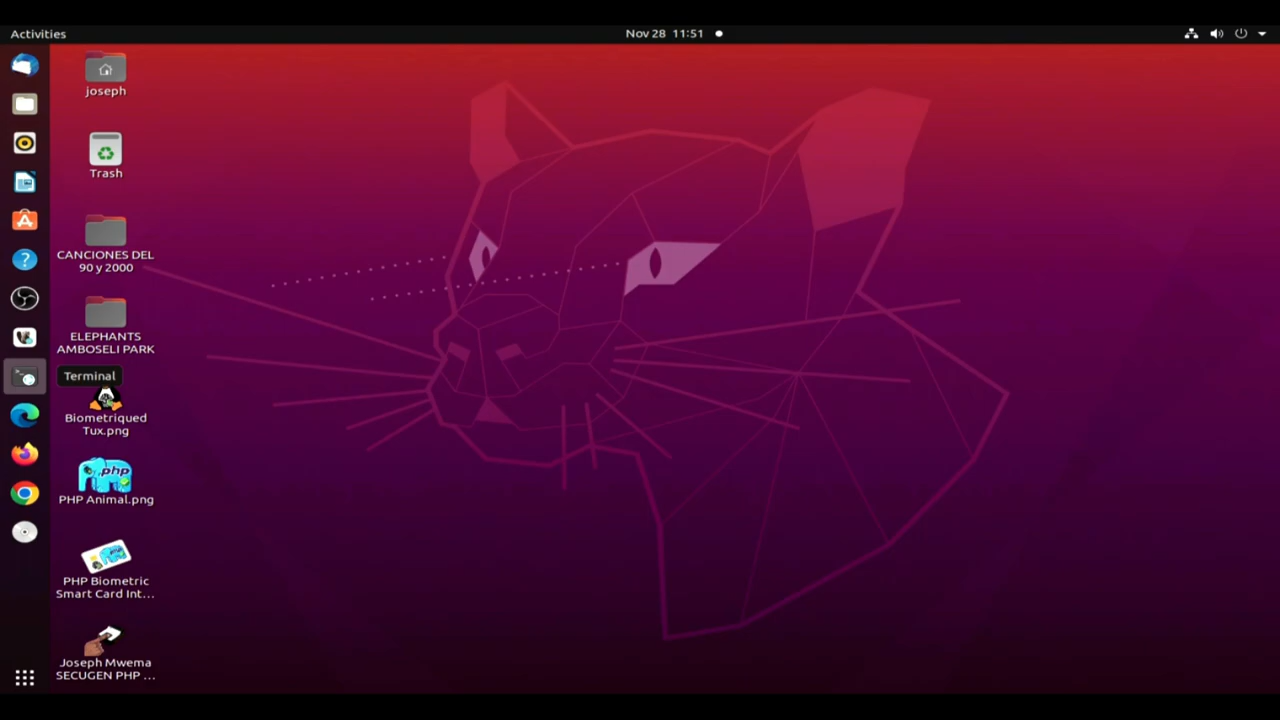 Activities
Nov 28 11:51
joseph
Trash
CANCIONES DEL
90 y 2000
ELEPHANTS
AMBOSELI PARK
Terminal
Biometriqued
Tux.png
php
PHP Animal.png
PHP Biometric
Smart Card Int...
Joseph Mwema
SECUGEN PHP ...